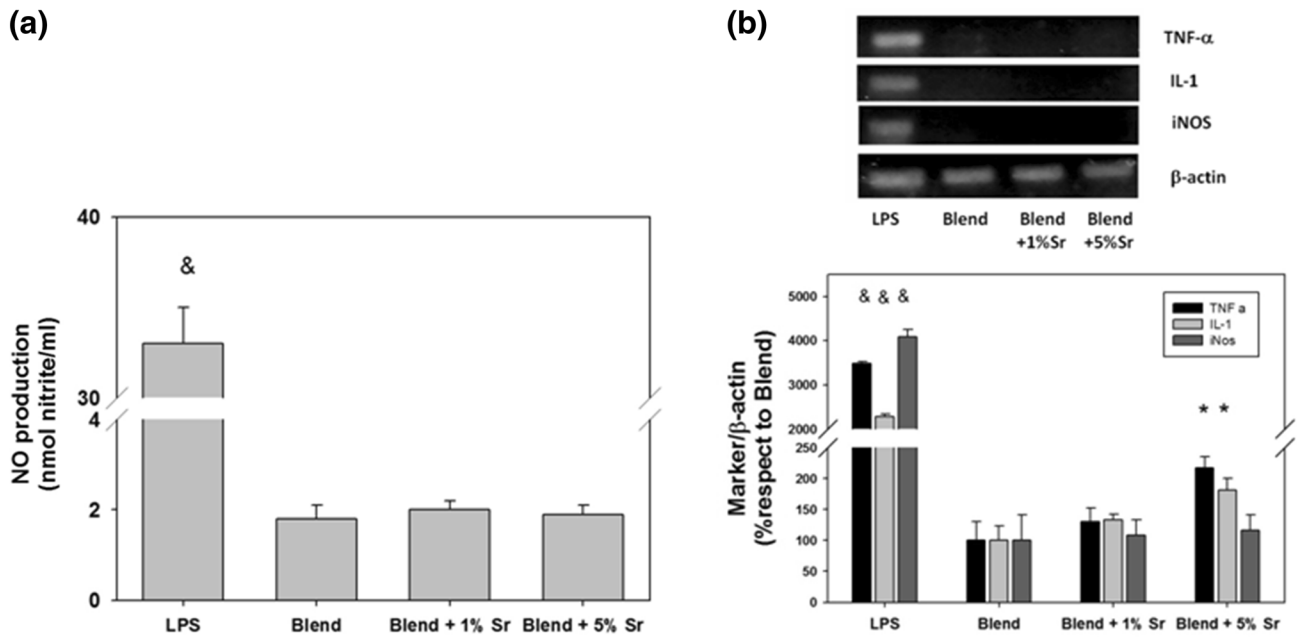 (a)
40
30
4
2
0
NO production
(nmol nitrite/ml)
&
LPS
Blend
Blend + 1% Sr
Blend + 5% Sr
(b)
TNF-α
IL-1
iNOS
β-actin
LPS
Blend
Blend
+1%Sr
Blend
+5%Sr
5000
4000
3000
2000
250
200
150
100
50
0
Marker/β-actin
(%respect to Blend)
& & &
* *
TNF a
IL-1
iNos
LPS
Blend
Blend + 1% Sr
Blend + 5% Sr